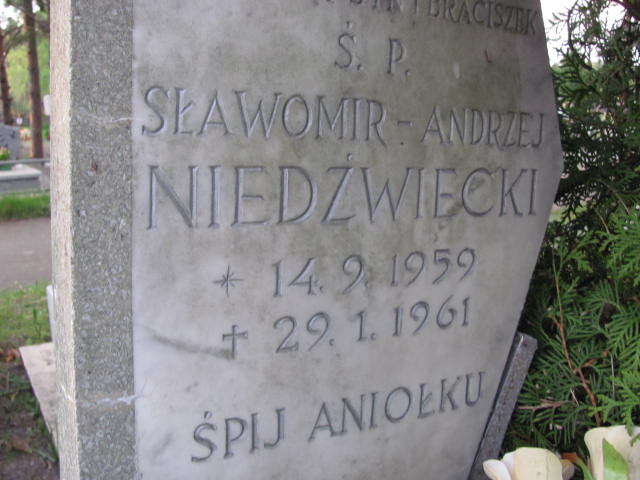 I BRACISZEK
Ś. P.
SŁAWOMIR - ANDRZEJ
NIEDŹWIECKI
* 14. 9. 1959
✝ 29. 1. 1961
ŚPIJ ANIOŁKU